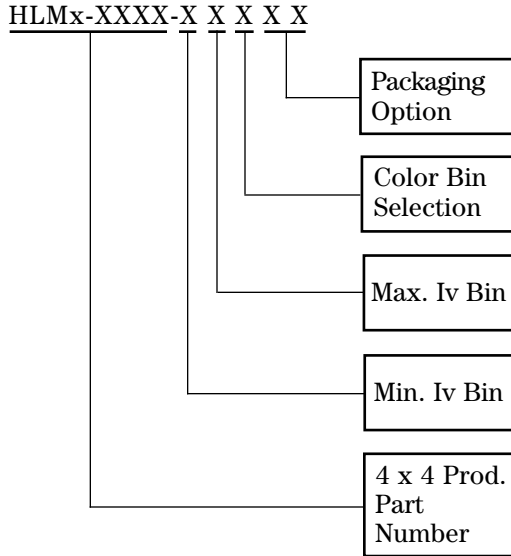 HLMx-XXXX-X X X X X
Packaging
Option
Color Bin
Selection
Max. Iv Bin
Min. Iv Bin
4 x 4 Prod.
Part
Number